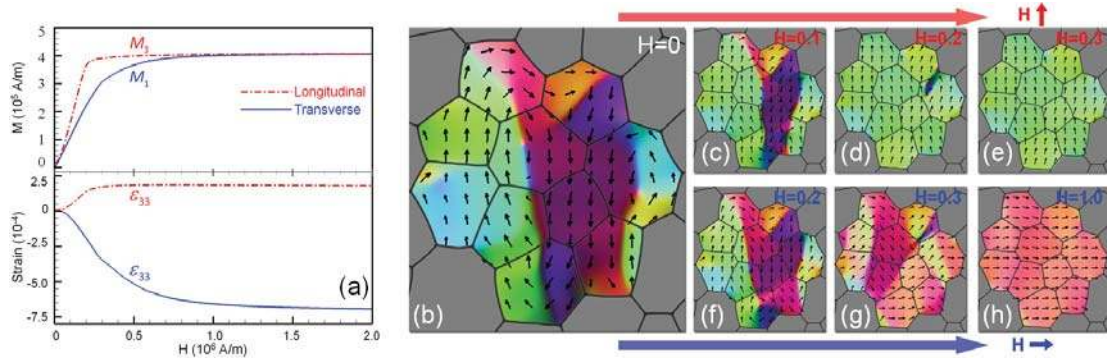 5
4
3
2
1
0
M (10⁵ A/m)
M₃
M₁
Longitudinal
Transverse
2.5
0
-2.5
-5.0
-7.5
Strain (10⁻⁴)
ε₃₃
ε₃₃
(a)
0
0.5
1.0
1.5
2.0
H (10⁶ A/m)
H=0
(b)
H
H=0.1
(c)
H=0.2
(d)
H=0.3
(e)
H=0.2
(f)
H=0.3
(g)
H=1.0
(h)
H